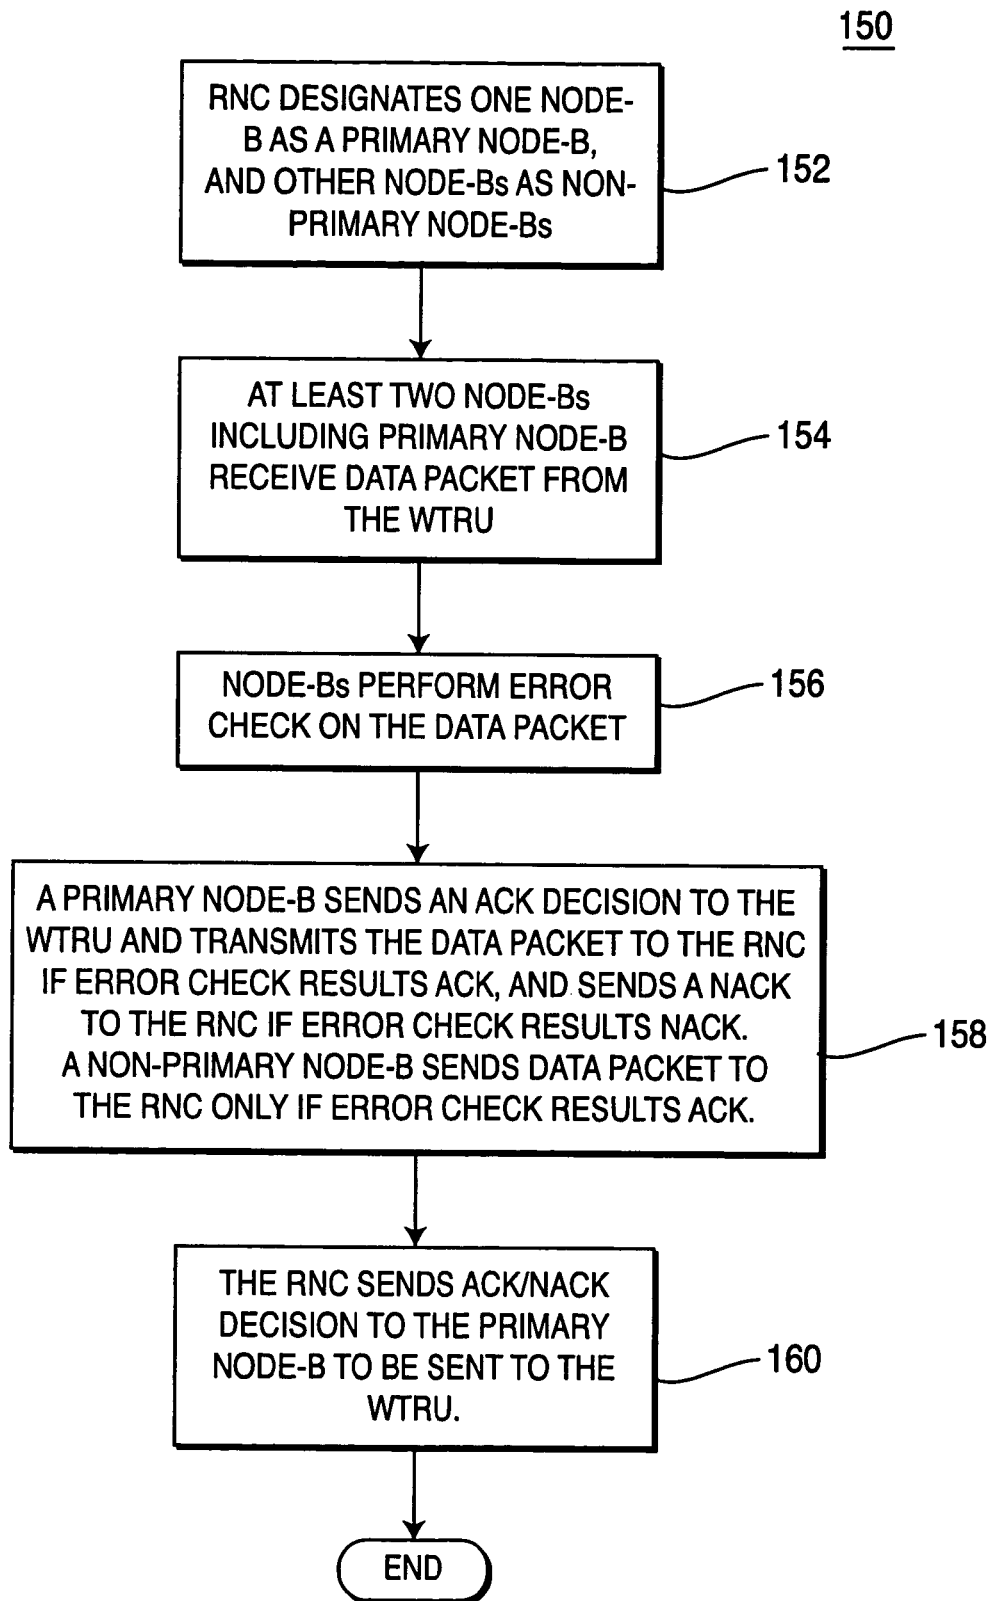 150
RNC DESIGNATES ONE NODE-
B AS A PRIMARY NODE-B,
AND OTHER NODE-Bs AS NON-
PRIMARY NODE-Bs
152
AT LEAST TWO NODE-Bs
INCLUDING PRIMARY NODE-B
RECEIVE DATA PACKET FROM
THE WTRU
154
NODE-Bs PERFORM ERROR
CHECK ON THE DATA PACKET
156
A PRIMARY NODE-B SENDS AN ACK DECISION TO THE
WTRU AND TRANSMITS THE DATA PACKET TO THE RNC
IF ERROR CHECK RESULTS ACK, AND SENDS A NACK
TO THE RNC IF ERROR CHECK RESULTS NACK.
A NON-PRIMARY NODE-B SENDS DATA PACKET TO
THE RNC ONLY IF ERROR CHECK RESULTS ACK.
158
THE RNC SENDS ACK/NACK
DECISION TO THE PRIMARY
NODE-B TO BE SENT TO THE
WTRU.
160
END